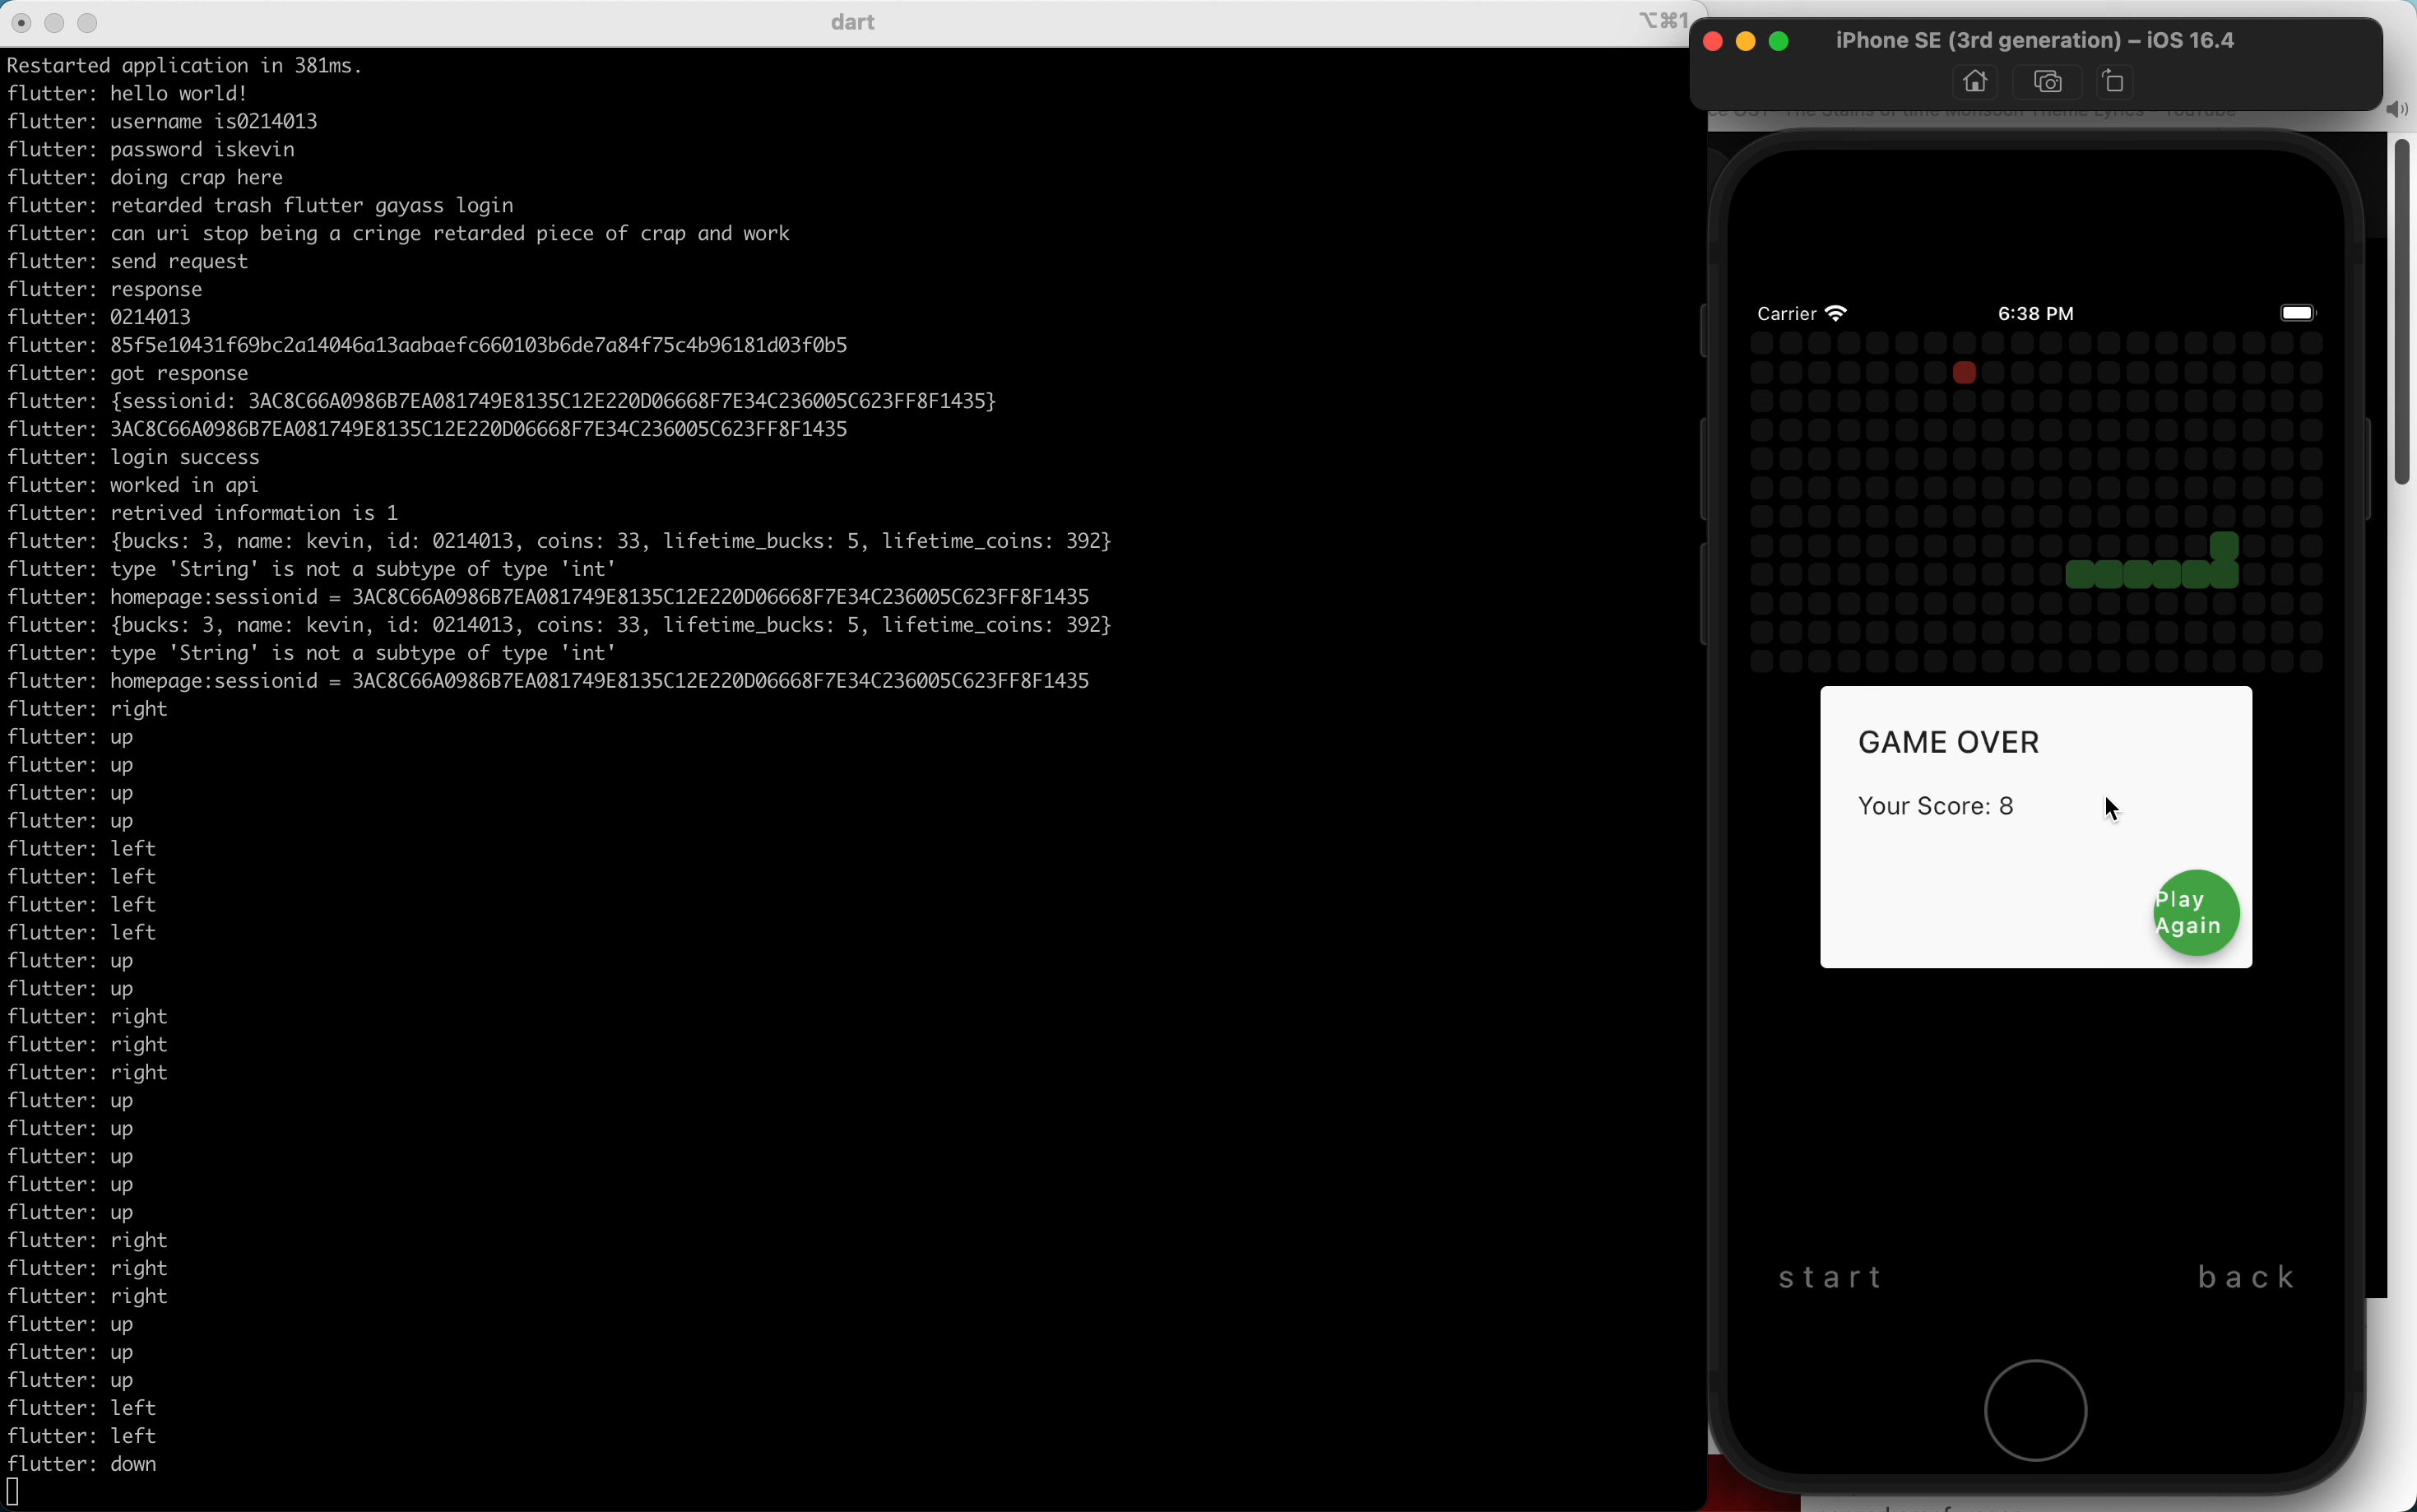 dart
⌥⌘1
Restarted application in 381ms.
flutter: hello world!
flutter: username is0214013
flutter: password iskevin
flutter: doing crap here
flutter: retarded trash flutter gayass login
flutter: can uri stop being a cringe retarded piece of crap and work
flutter: send request
flutter: response
flutter: 0214013
flutter: 85f5e10431f69bc2a14046a13aabaefc660103b6de7a84f75c4b96181d03f0b5
flutter: got response
flutter: {sessionid: 3AC8C66A0986B7EA081749E8135C12E220D06668F7E34C236005C623FF8F1435}
flutter: 3AC8C66A0986B7EA081749E8135C12E220D06668F7E34C236005C623FF8F1435
flutter: login success
flutter: worked in api
flutter: retrived information is 1
flutter: {bucks: 3, name: kevin, id: 0214013, coins: 33, lifetime_bucks: 5, lifetime_coins: 392}
flutter: type 'String' is not a subtype of type 'int'
flutter: homepage:sessionid = 3AC8C66A0986B7EA081749E8135C12E220D06668F7E34C236005C623FF8F1435
flutter: {bucks: 3, name: kevin, id: 0214013, coins: 33, lifetime_bucks: 5, lifetime_coins: 392}
flutter: type 'String' is not a subtype of type 'int'
flutter: homepage:sessionid = 3AC8C66A0986B7EA081749E8135C12E220D06668F7E34C236005C623FF8F1435
flutter: right
flutter: up
flutter: up
flutter: up
flutter: up
flutter: left
flutter: left
flutter: left
flutter: left
flutter: up
flutter: up
flutter: right
flutter: right
flutter: right
flutter: up
flutter: up
flutter: up
flutter: up
flutter: up
flutter: right
flutter: right
flutter: right
flutter: up
flutter: up
flutter: up
flutter: left
flutter: left
flutter: down
iPhone SE (3rd generation) – iOS 16.4
OST - The Stains of time Monsoon Theme Lyrics - YouTube
Carrier
6:38 PM
GAME OVER
Your Score: 8
Play
Again
start
back